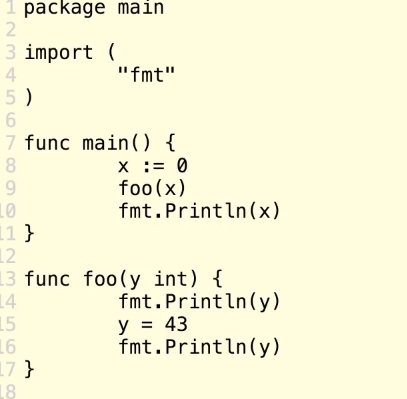 1 package main
2
3 import (
4         "fmt"
5 )
6
7 func main() {
8         x := 0
9         foo(x)
10         fmt.Println(x)
11 }
12
13 func foo(y int) {
14         fmt.Println(y)
15         y = 43
16         fmt.Println(y)
17 }
18